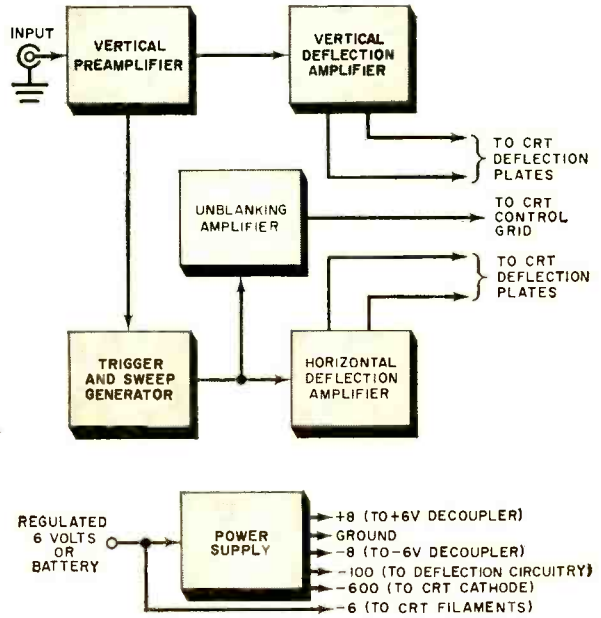 INPUT
VERTICAL
PREAMPLIFIER
VERTICAL
DEFLECTION
AMPLIFIER
TO CRT
DEFLECTION
PLATES
UNBLANKING
AMPLIFIER
TO CRT
CONTROL
GRID
TO CRT
DEFLECTION
PLATES
TRIGGER
AND SWEEP
GENERATOR
HORIZONTAL
DEFLECTION
AMPLIFIER
REGULATED
6 VOLTS
OR
BATTERY
POWER
SUPPLY
+8 (TO+6V DECOUPLER)
GROUND
-8 (TO-6V DECOUPLER)
-100 (TO DEFLECTION CIRCUITRY)
-600 (TO CRT CATHODE)
-6 (TO CRT FILAMENTS)